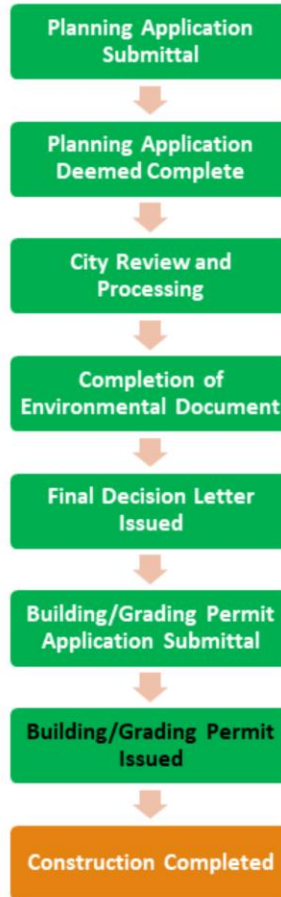 Planning Application
Submittal
Planning Application
Deemed Complete
City Review and
Processing
Completion of
Environmental Document
Final Decision Letter
Issued
Building/Grading Permit
Application Submittal
Building/Grading Permit
Issued
Construction Completed